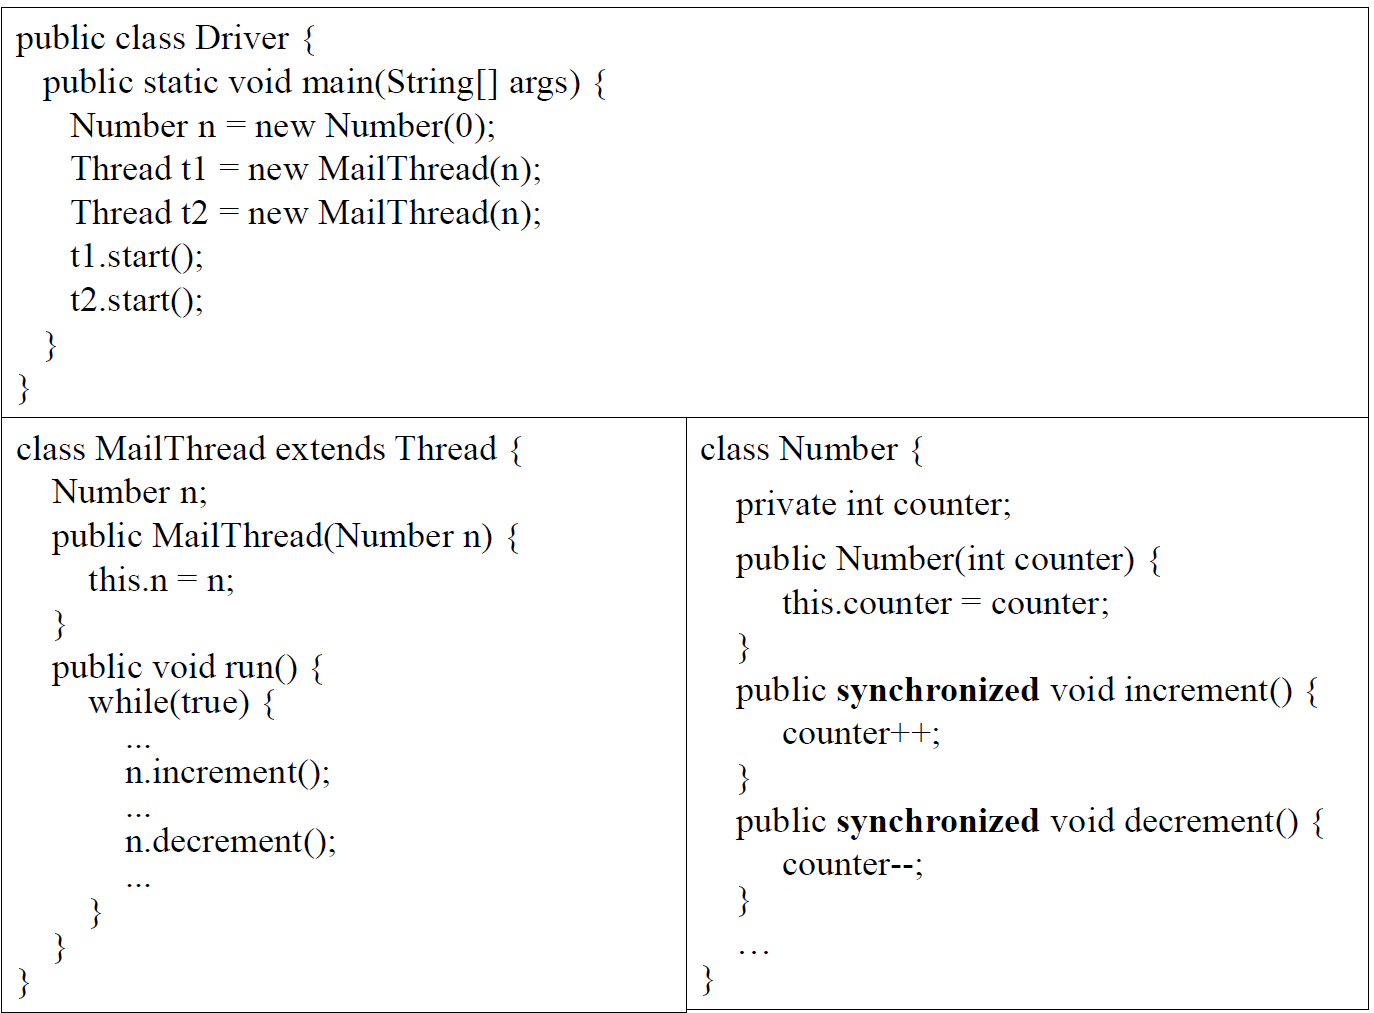 public class Driver {
public static void main(String[] args) {
Number n = new Number(0);
Thread t1 = new MailThread(n);
Thread t2 = new MailThread(n);
t1.start();
t2.start();
}
}
class MailThread extends Thread {
Number n;
public MailThread(Number n) {
this.n = n;
}
public void run() {
while(true) {
...
n.increment();
...
n.decrement();
...
}
}
}
class Number {
private int counter;
public Number(int counter) {
this.counter = counter;
}
public synchronized void increment() {
counter++;
}
public synchronized void decrement() {
counter--;
}
…
}